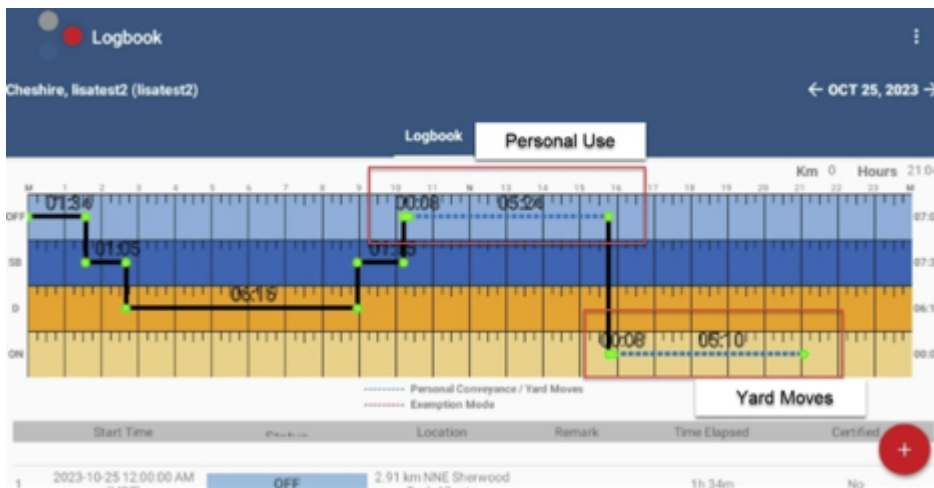 Logbook
Cheshire, lisatest2 (lisatest2)
← OCT 25, 2023 →
Logbook
Personal Use
Km 0 Hours
M 1 2 3 4 5 6 7 8 9 10 11 N 13 14 15 16 17 18 19 20 21 22 23 M
OFF 01:34 00:08 05:24
SB 01:05
D 06:16
ON 00:08 05:10
Personal Conveyance / Yard Moves
Exemption Mode
Yard Moves
Start Time Status Location Remark Time Elapsed Certified
+
1 2023-10-25 12:00:00 AM OFF 2.91 km NNE Sherwood 1h 34m No